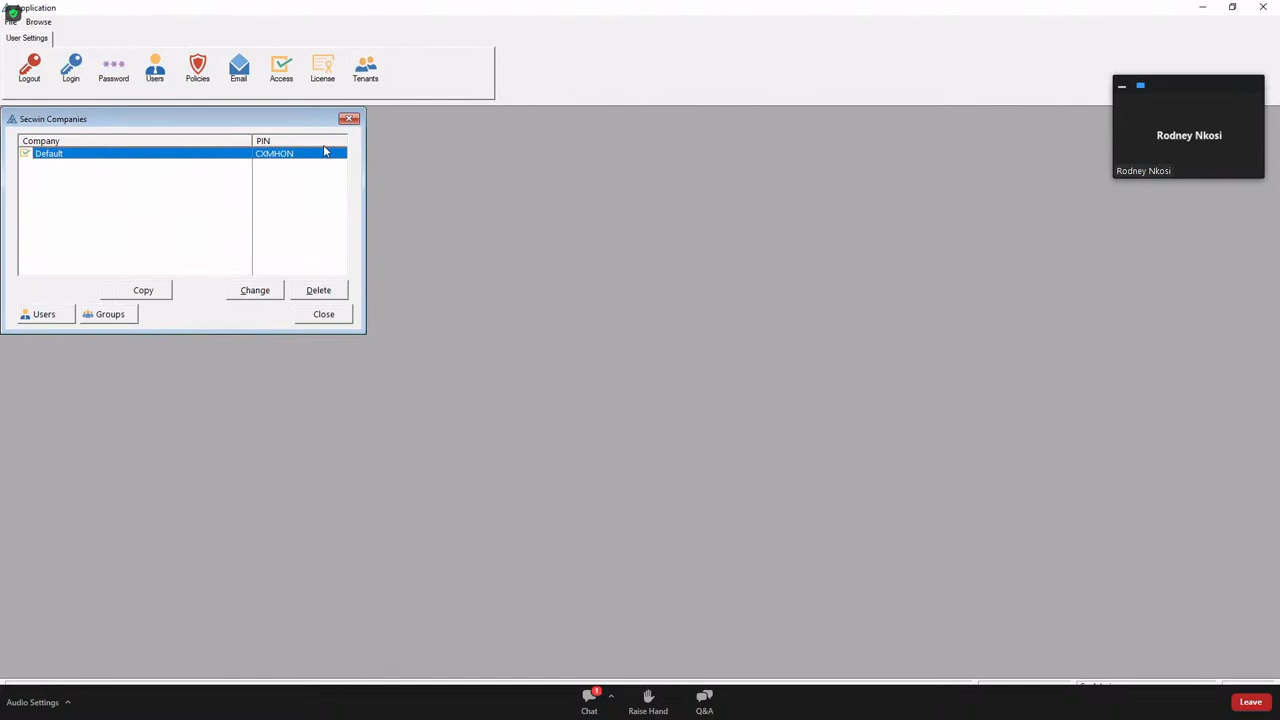 Application
File Browse
User Settings
Logout Login Password Users Policies Email Access License Tenants
Secwin Companies
Company PIN
Default CXMHON
Copy Change Delete
Users Groups Close
Rodney Nkosi
Rodney Nkosi
Audio Settings
1
Chat Raise Hand Q&A
Leave